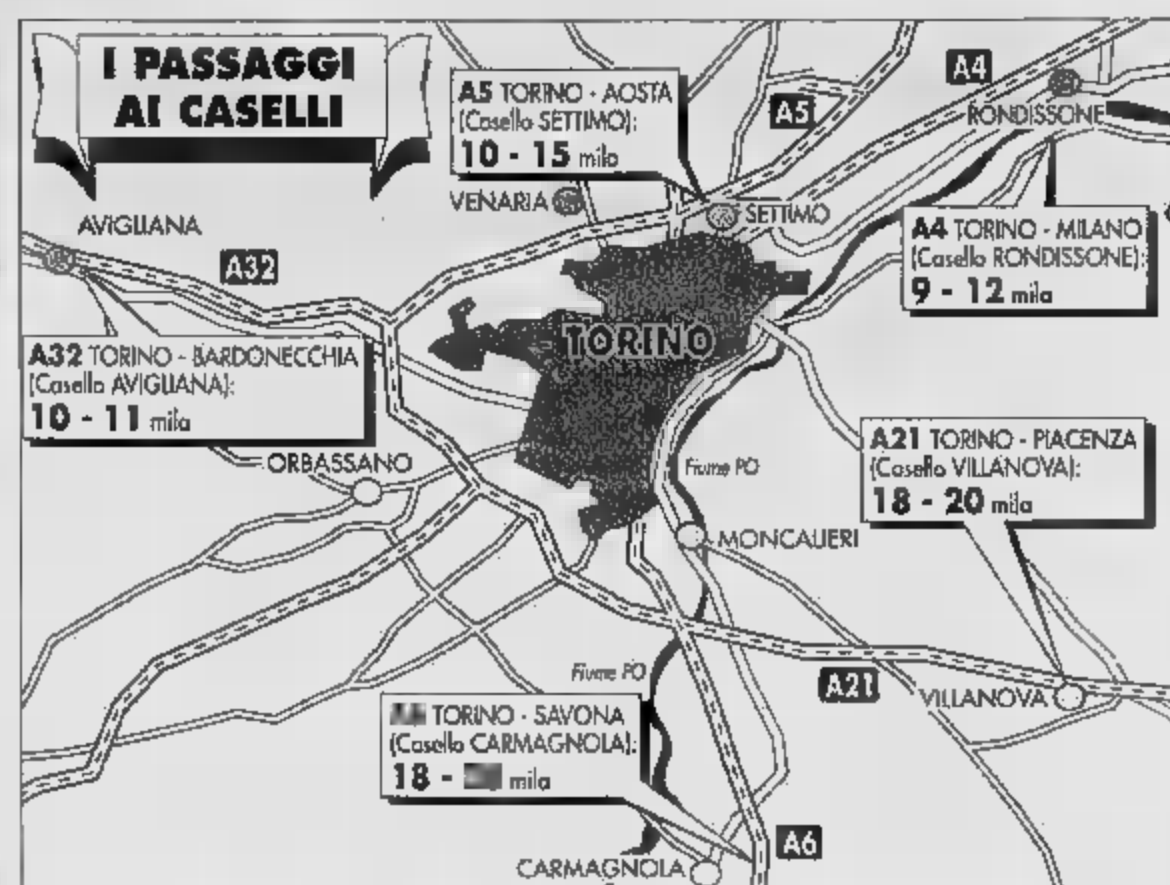 I PASSAGGI
AI CASELLI
A5 TORINO - AOSTA
(Casello SETTIMO):
10 - 15 mila
A5
A4
RONDISSONE
VENARIA
SETTIMO
AVIGLIANA
A32
A4 TORINO - MILANO
(Casello RONDISSONE):
9 - 12 mila
TORINO
A32 TORINO - BARDONECCHIA
(Casello AVIGLIANA):
10 - 11 mila
A21 TORINO - PIACENZA
(Casello VILLANOVA):
18 - 20 mila
ORBASSANO
Fiume PO
MONCALIERI
Fiume PO
A21
VILLANOVA
TORINO - SAVONA
(Casello CARMAGNOLA):
18 - mila
A6
CARMAGNOLA